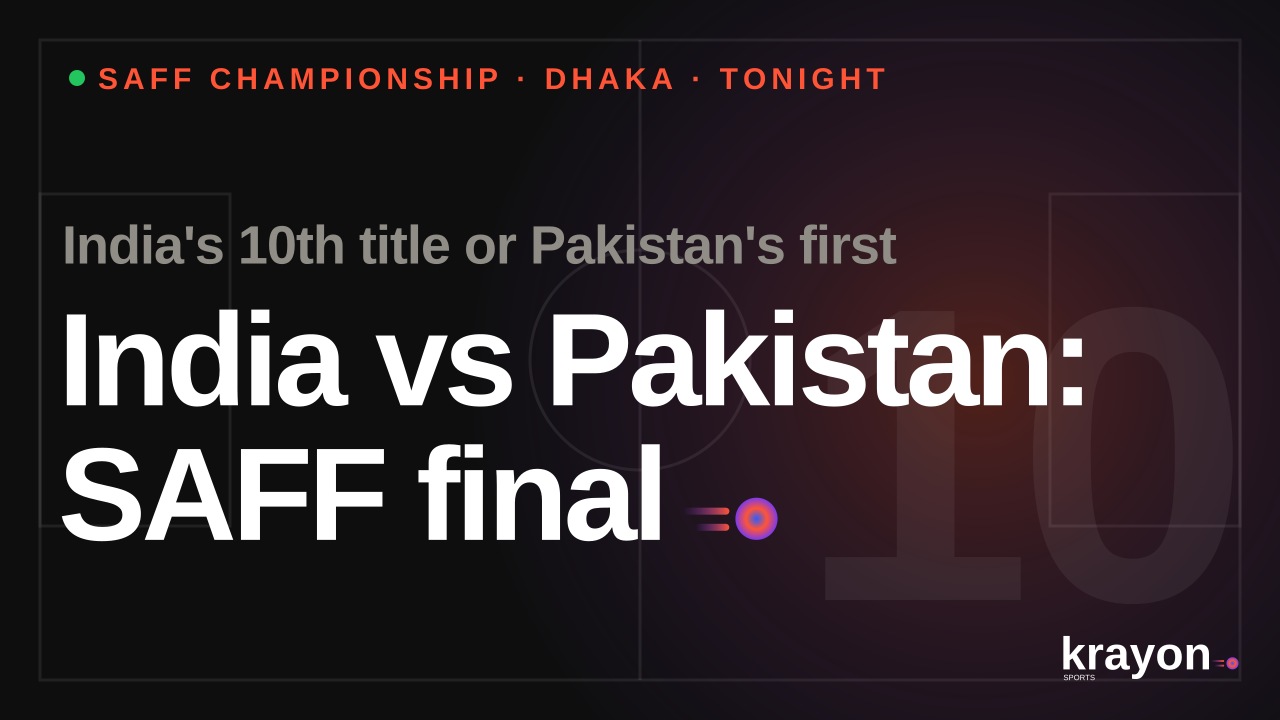 SAFF CHAMPIONSHIP · DHAKA · TONIGHT
India's 10th title or Pakistan's first
India vs Pakistan:
SAFF final
10
krayon
SPORTS